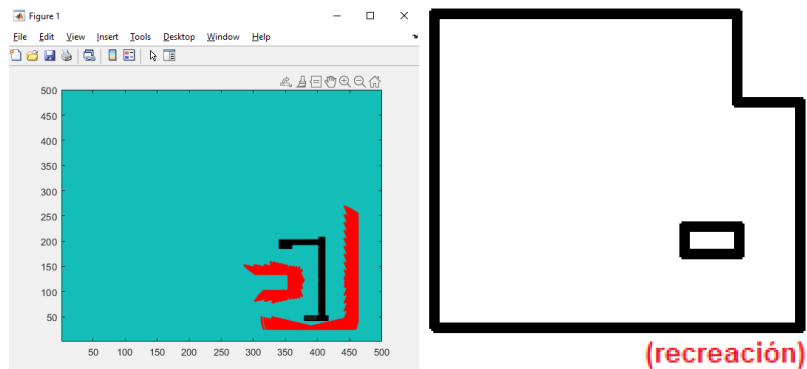 Figure 1
File Edit View Insert Tools Desktop Window Help
500
450
400
350
300
250
200
150
100
50
50 100 150 200 250 300 350 400 450 500
(recreación)